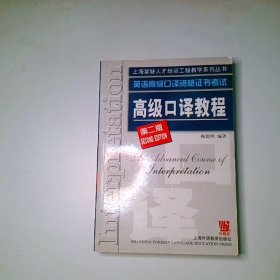 上海紧缺人才培训工程教学系列丛书
英语高级口译资格证书考试
高级口译教程
第二版
SECOND EDITION
编著
An Advanced Course of
Interpretation
Interpretation
译
上海外语教育出版社
SHANGHAI FOREIGN LANGUAGE EDUCATION PRESS